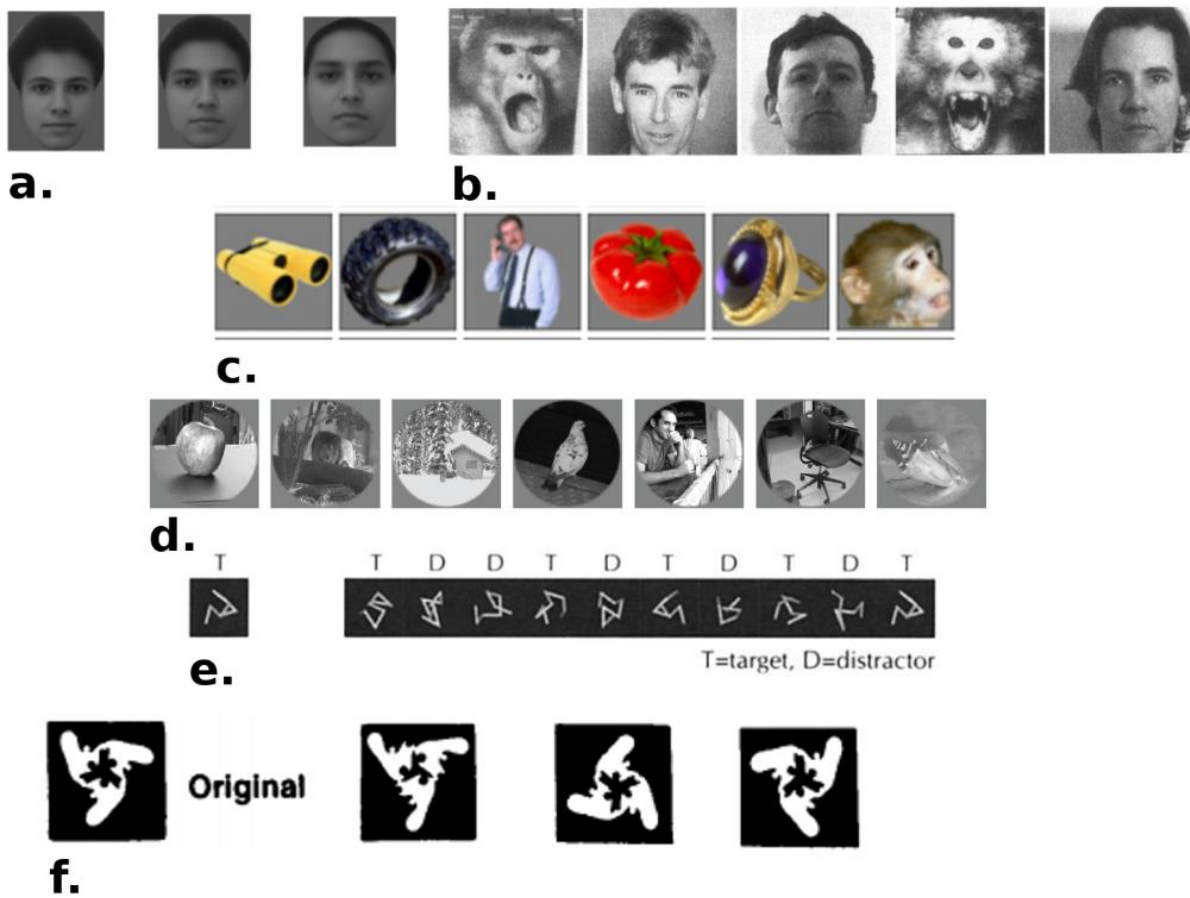 a.
b.
c.
d.
T T D D T D T D T D T
e.
T=target, D=distractor
Original
f.